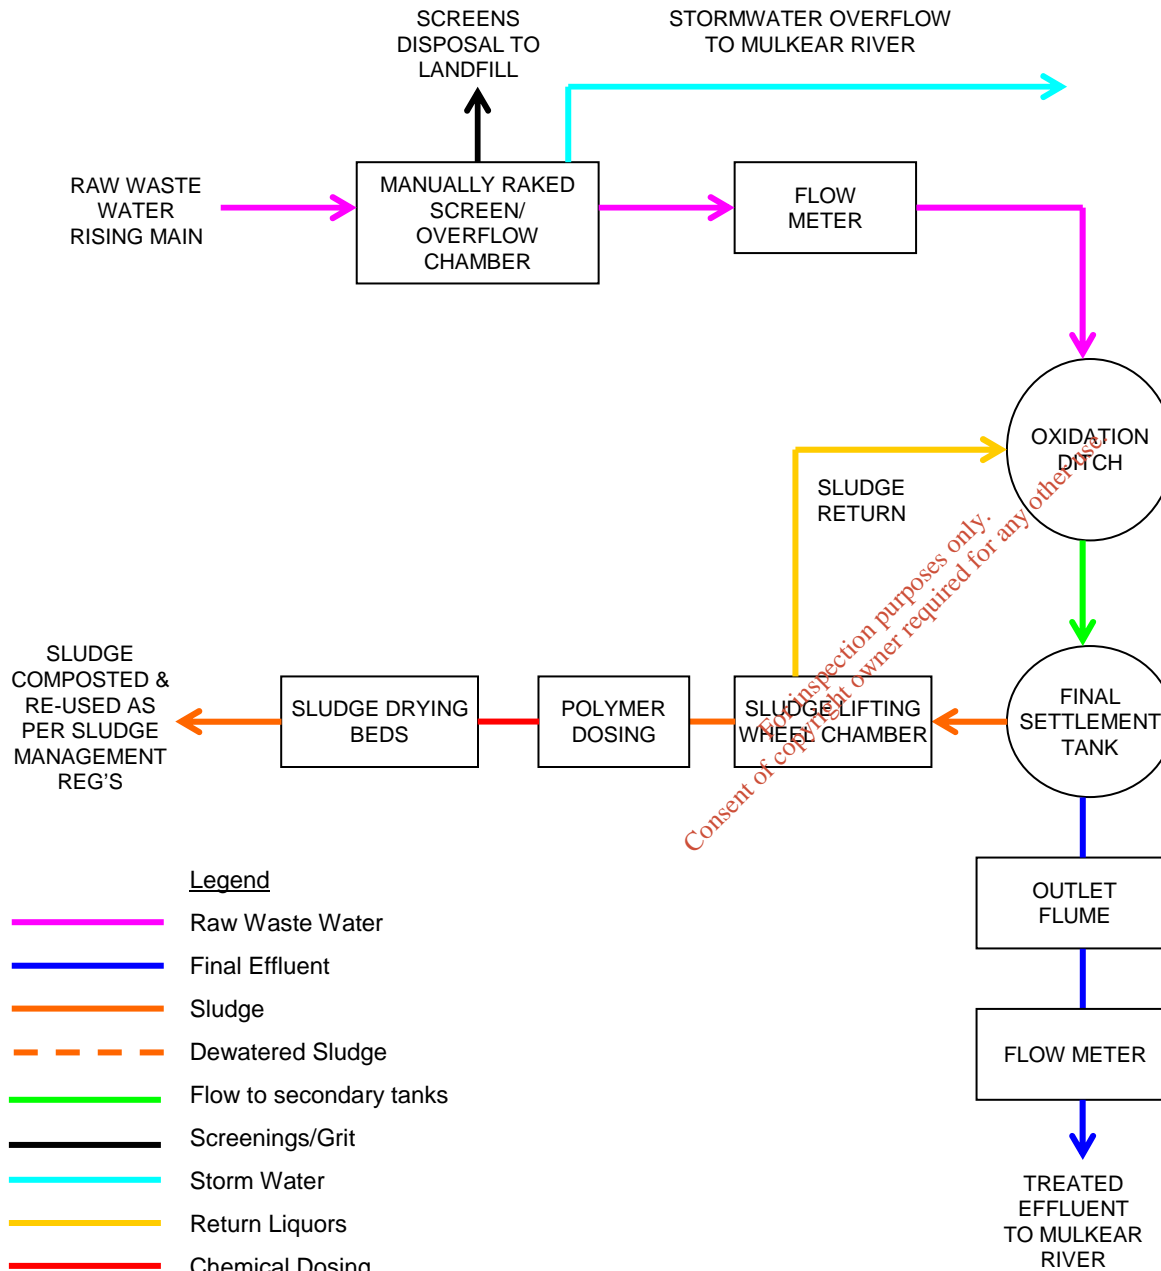 SCREENS
DISPOSAL TO
LANDFILL
STORMWATER OVERFLOW
TO MULKEAR RIVER
RAW WASTE
WATER
RISING MAIN
MANUALLY RAKED
SCREEN/
OVERFLOW
CHAMBER
FLOW
METER
OXIDATION
DITCH
SLUDGE
RETURN
SLUDGE
COMPOSTED &
RE-USED AS
PER SLUDGE
MANAGEMENT
REG'S
SLUDGE DRYING
BEDS
POLYMER
DOSING
SLUDGE LIFTING
WHEEL CHAMBER
FINAL
SETTLEMENT
TANK
For inspection purposes only.
Consent of copyright owner required for any other use.
OUTLET
FLUME
FLOW METER
TREATED
EFFLUENT
TO MULKEAR
RIVER
Legend
Raw Waste Water
Final Effluent
Sludge
Dewatered Sludge
Flow to secondary tanks
Screenings/Grit
Storm Water
Return Liquors
Chemical Dosing